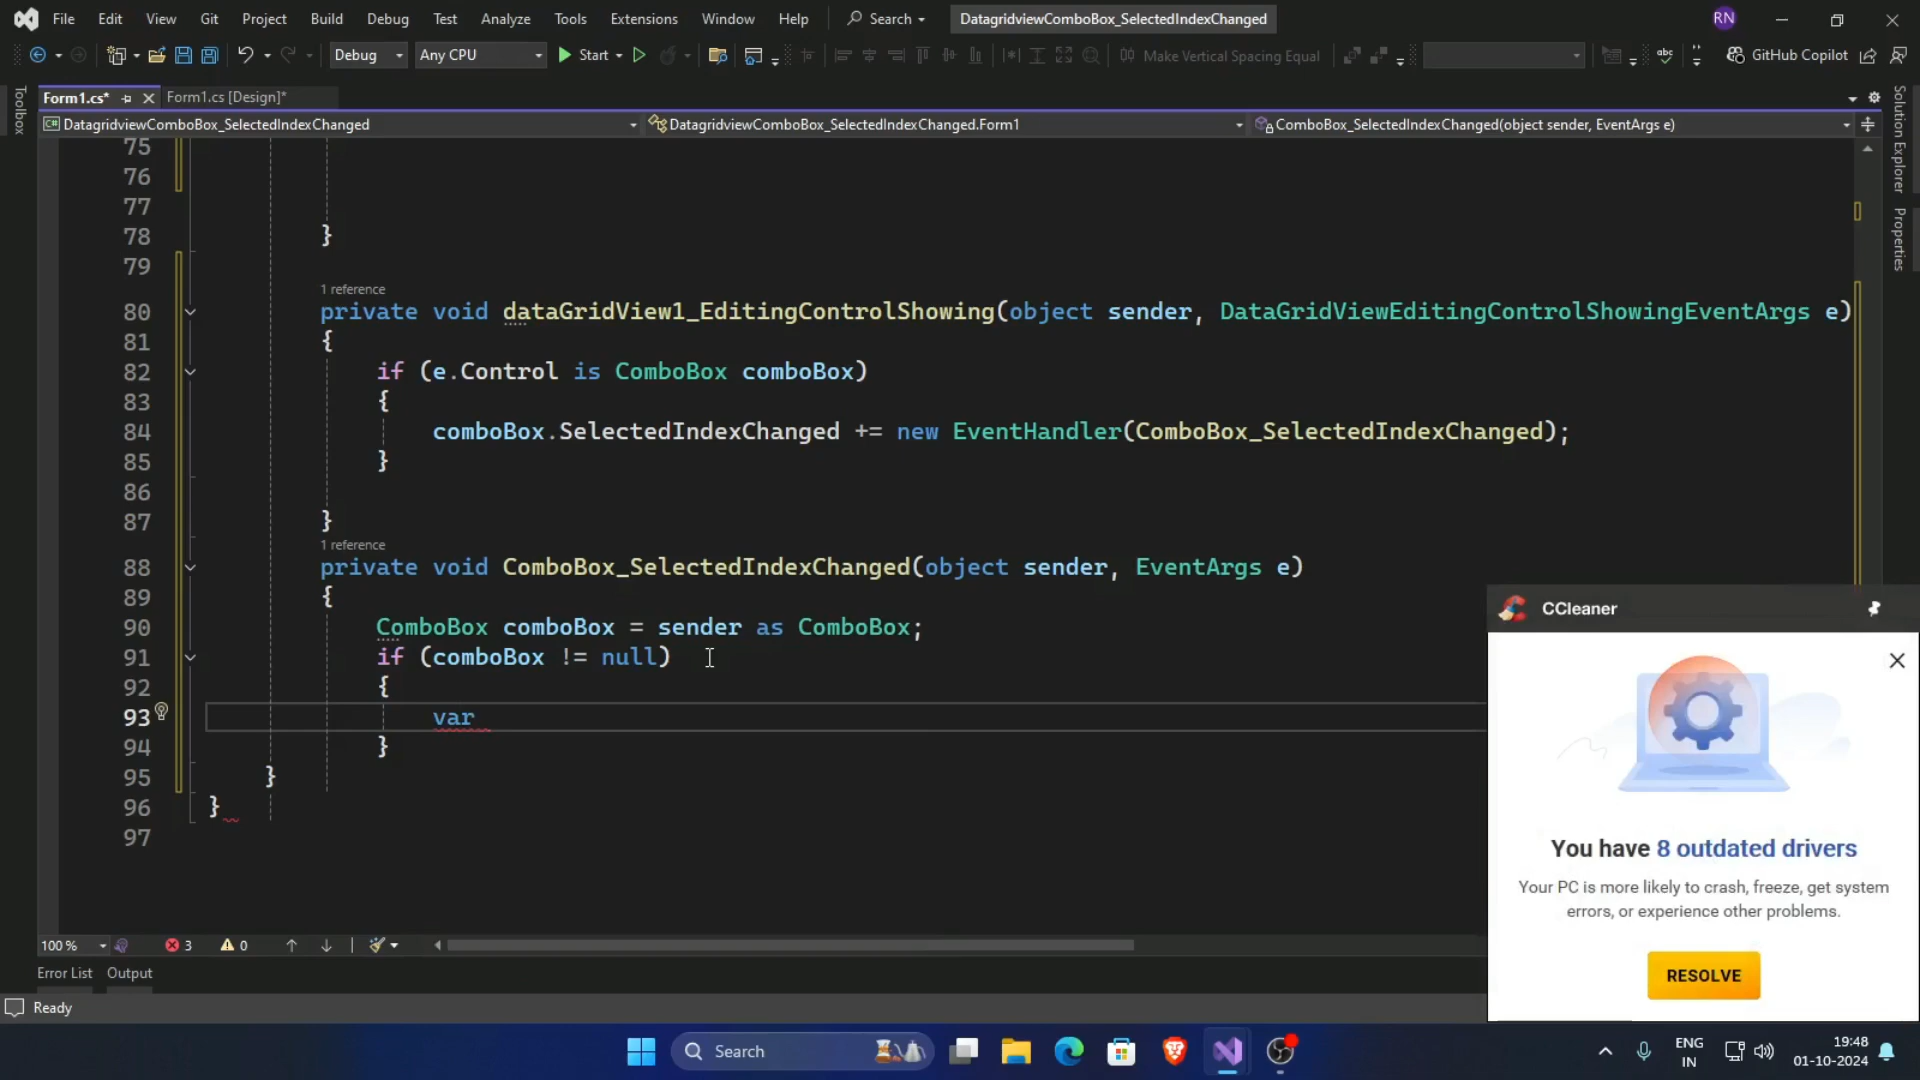 File Edit View Git Project Build Debug Test Analyze Tools Extensions Window Help Search DatagridviewComboBox_SelectedIndexChanged RN
Debug Any CPU Start Make Vertical Spacing Equal abc GitHub Copilot
Toolbox
Form1.cs* Form1.cs [Design]*
DatagridviewComboBox_SelectedIndexChanged DatagridviewComboBox_SelectedIndexChanged.Form1 ComboBox_SelectedIndexChanged(object sender, EventArgs e)
Solution Explorer
Properties
75
76
77
78 }
79
1 reference
80 private void dataGridView1_EditingControlShowing(object sender, DataGridViewEditingControlShowingEventArgs e)
81 {
82 if (e.Control is ComboBox comboBox)
83 {
84 comboBox.SelectedIndexChanged += new EventHandler(ComboBox_SelectedIndexChanged);
85 }
86
87 }
1 reference
88 private void ComboBox_SelectedIndexChanged(object sender, EventArgs e)
89 {
90 ComboBox comboBox = sender as ComboBox;
91 if (comboBox != null)
92 {
93 var
94 }
95 }
96 }
97
CCleaner
You have 8 outdated drivers
Your PC is more likely to crash, freeze, get system
errors, or experience other problems.
RESOLVE
100 % 3 0
Error List Output
Ready
Search
ENG
IN
19:48
01-10-2024